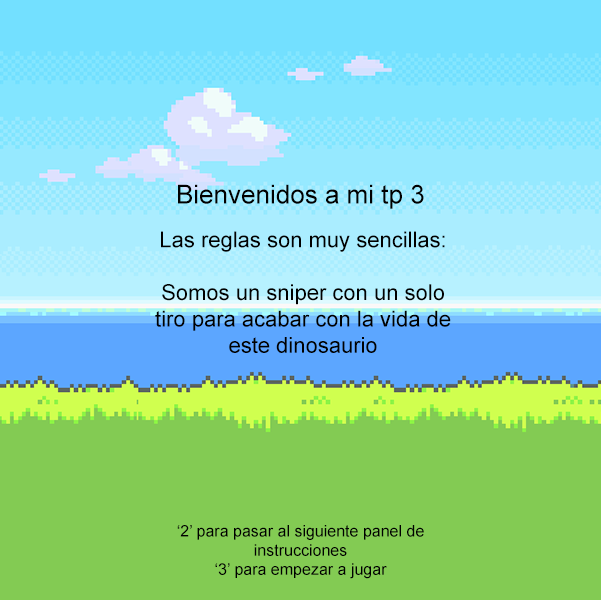 Bienvenidos a mi tp 3
Las reglas son muy sencillas:
Somos un sniper con un solo
tiro para acabar con la vida de
este dinosaurio
‘2’ para pasar al siguiente panel de
instrucciones
‘3’ para empezar a jugar